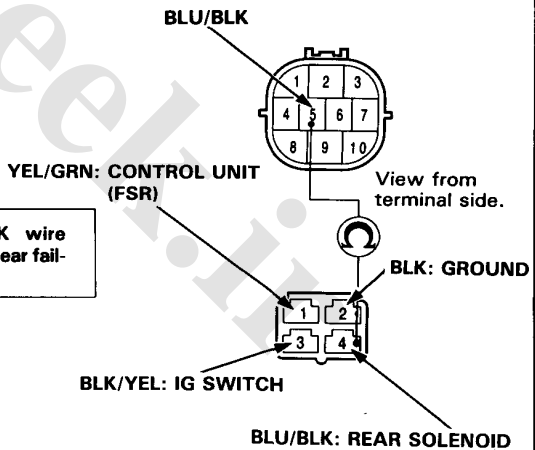 BLU/BLK
1 2 3
4 5 6 7
8 9 10
YEL/GRN: CONTROL UNIT
(FSR)
View from
terminal side.
K wire
ear fail-
Ω
BLK: GROUND
1 2
3 4
BLK/YEL: IG SWITCH
BLU/BLK: REAR SOLENOID
eek.i